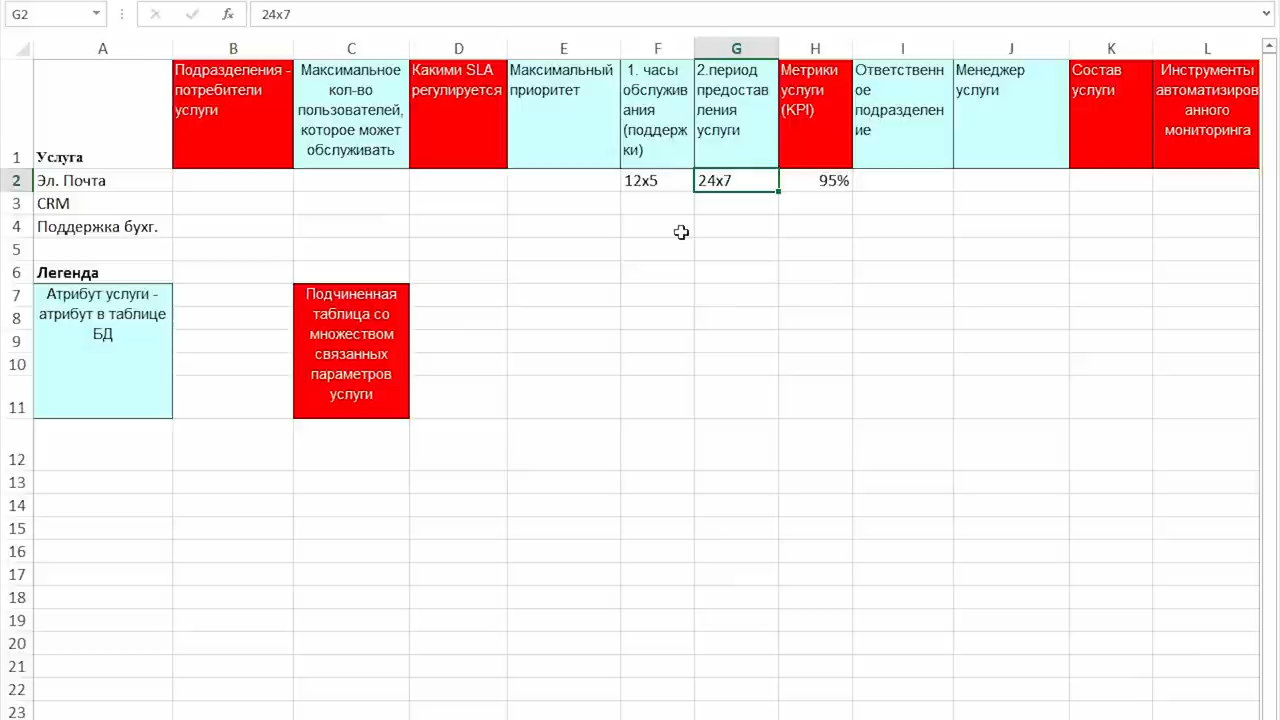 G2
fx
24x7
A B C D E F G H I J K L
1
Услуга
Подразделения -
потребители
услуги
Максимальное
кол-во
пользователей,
которое может
обслуживать
Какими SLA
регулируется
Максимальный
приоритет
1. часы
обслужив
ания
(поддерж
ки)
2.период
предостав
ления
услуги
Метрики
услуги
(KPI)
Ответственн
ое
подразделен
ие
Менеджер
услуги
Состав
услуги
Инструменты
автоматизиров
анного
мониторинга
2 Эл. Почта 12x5 24x7 95%
3 CRM
4 Поддержка бухг.
5
6 Легенда
7
8
9
10
11
Атрибут услуги -
атрибут в таблице
БД
Подчиненная
таблица со
множеством
связанных
параметров
услуги
12
13
14
15
16
17
18
19
20
21
22
23